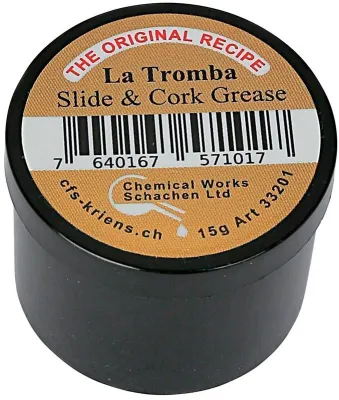 THE ORIGINAL RECIPE
La Tromba
Slide & Cork Grease
7 640167 571017
Chemical Works
Schachen Ltd
cfs-kriens.ch
15g Art 33201